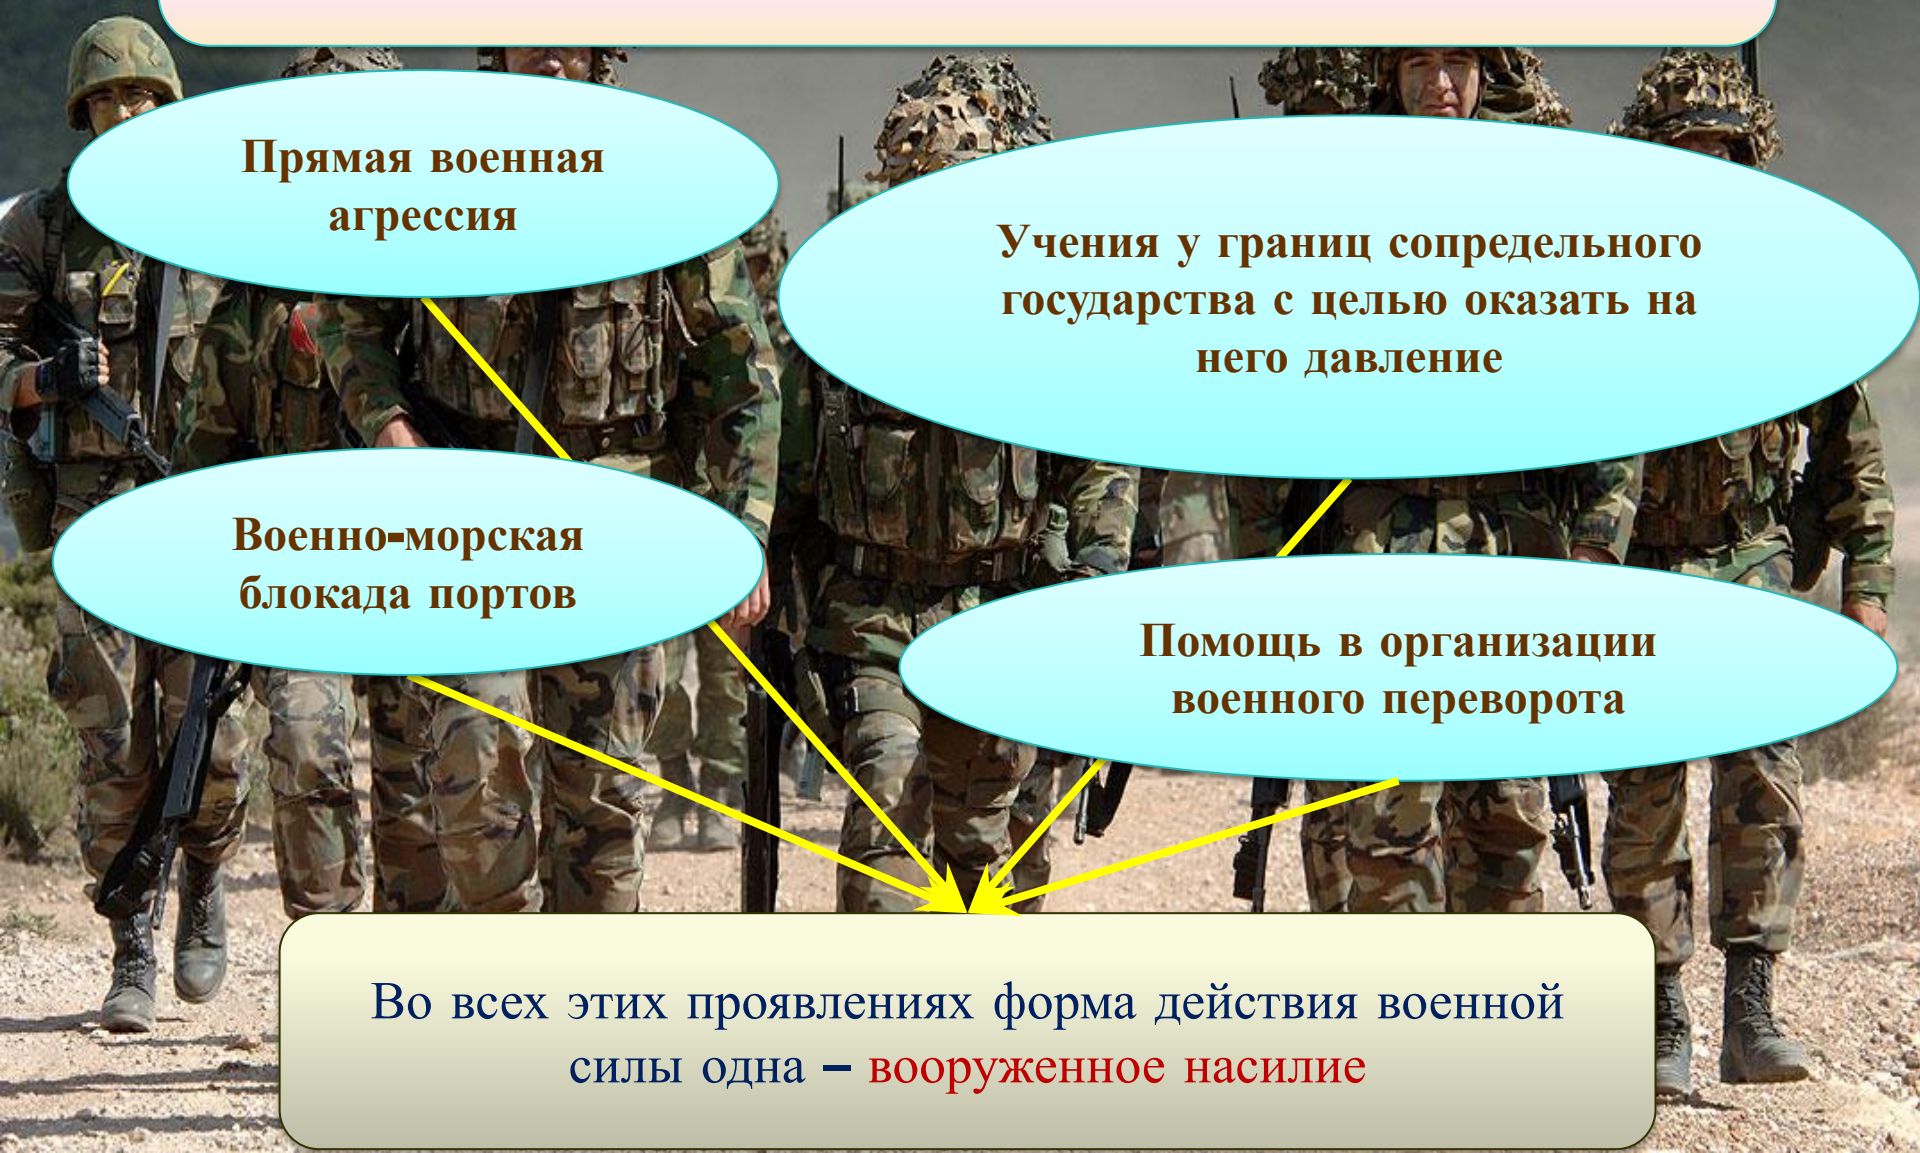 Прямая военная
агрессия
Учения у границ сопредельного
государства с целью оказать на
него давление
Военно-морская
блокада портов
Помощь в организации
военного переворота
Во всех этих проявлениях форма действия военной
силы одна – вооруженное насилие